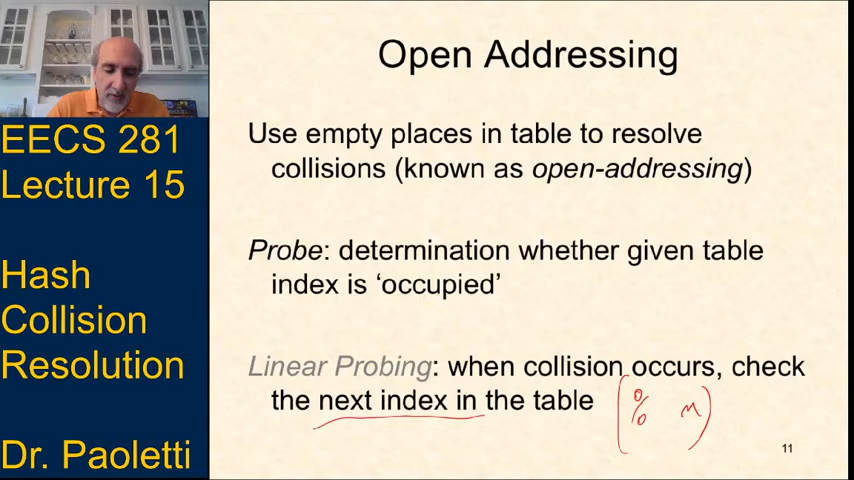 EECS 281
Lecture 15
Hash
Collision
Resolution
Dr. Paoletti
Open Addressing
Use empty places in table to resolve
collisions (known as open-addressing)
Probe: determination whether given table
index is ‘occupied’
Linear Probing: when collision occurs, check
the next index in the table (% M)
11